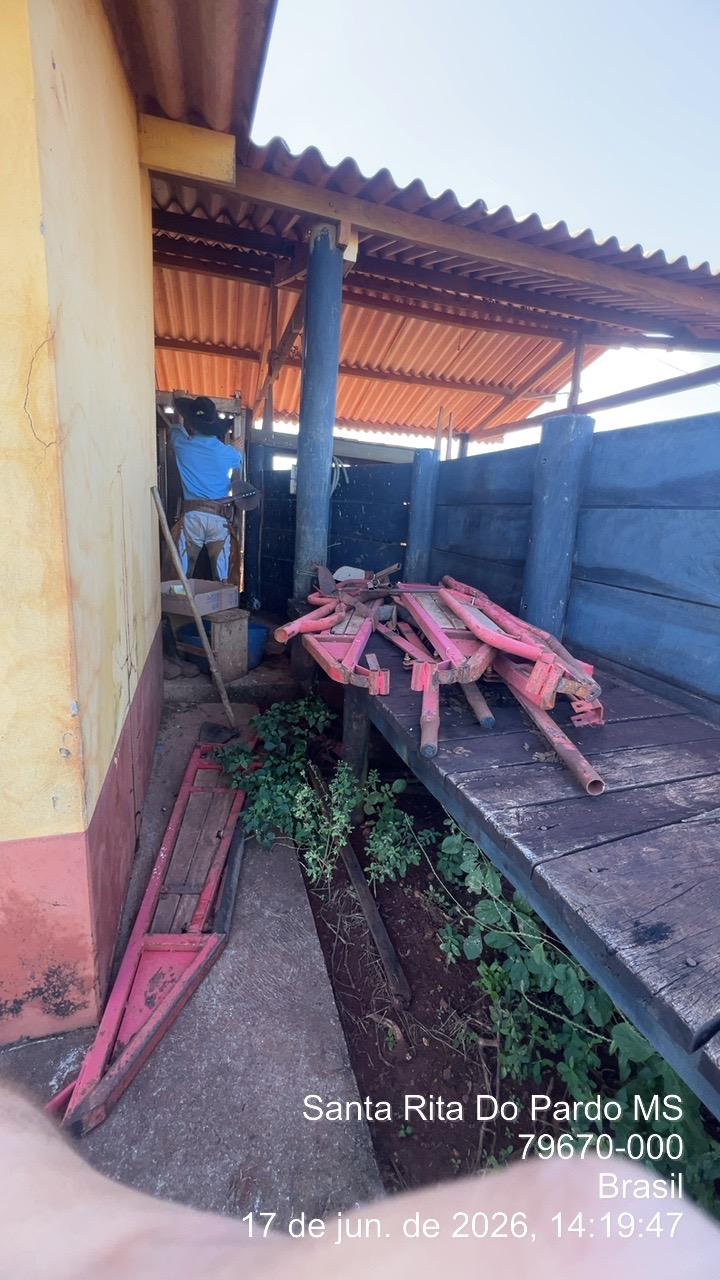 Santa Rita Do Pardo MS
79670-000
Brasil
17 de jun. de 2026, 14:19:47